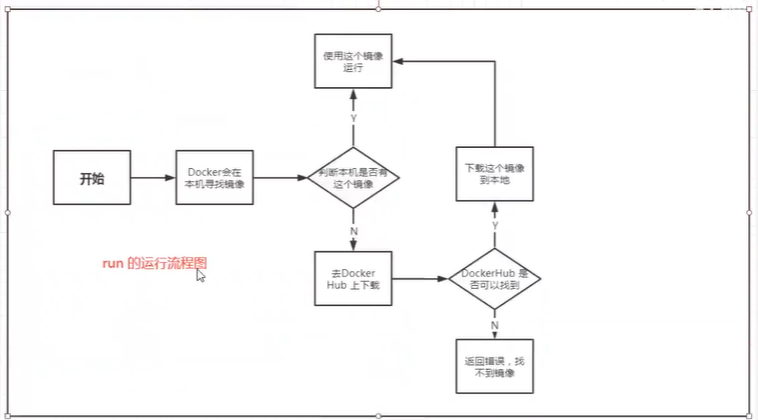 使用这个镜像
运行
Y
开始
Docker会在
本机寻找镜像
判断本机是否有
这个镜像
下载这个镜像
到本地
N
Y
run 的运行流程图
去Docker
Hub 上下载
DockerHub 是
否可以找到
N
返回错误，找
不到镜像